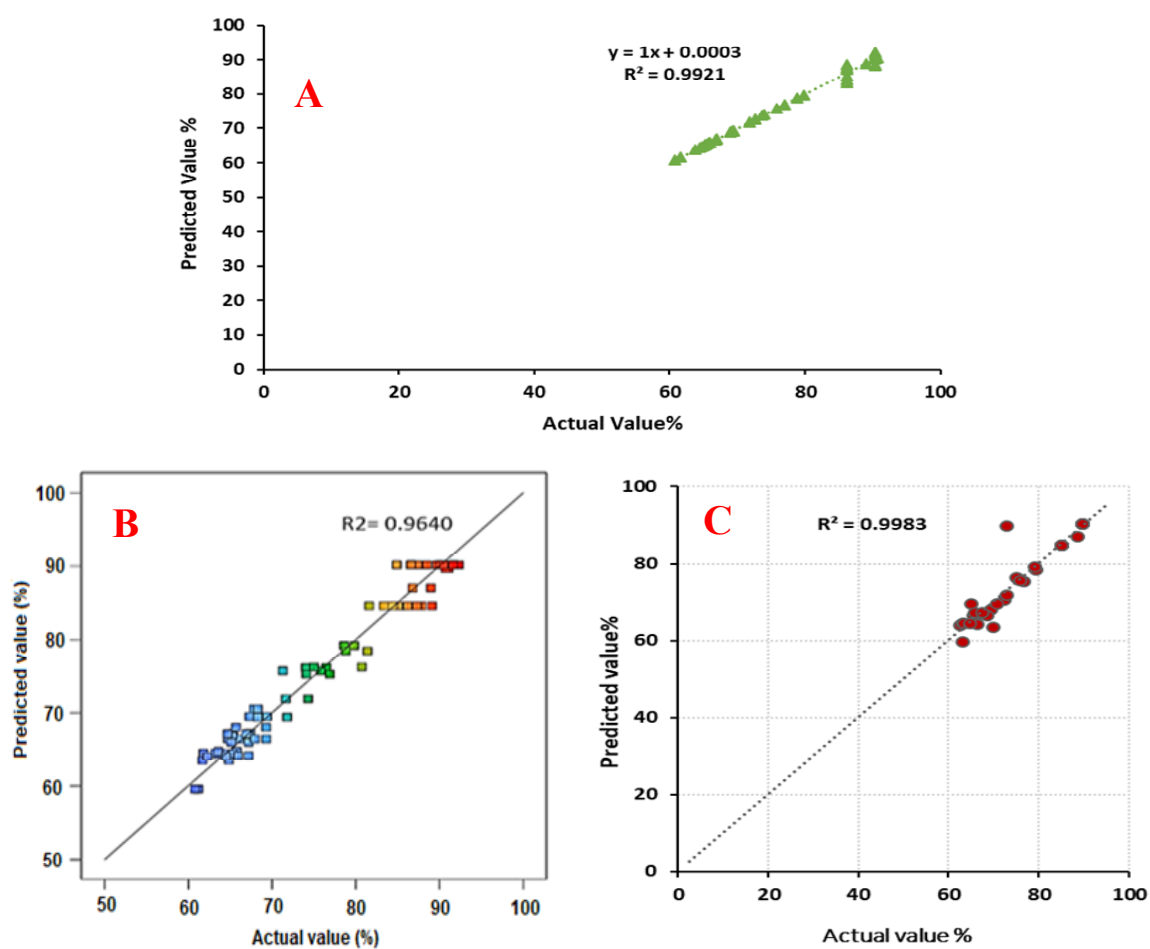 A
y = 1x + 0.0003
R² = 0.9921
Predicted Value %
100
90
80
70
60
50
40
30
20
10
0
0 20 40 60 80 100
Actual Value%
B
R2= 0.9640
Predicted value (%)
100
90
80
70
60
50
50 60 70 80 90 100
Actual value (%)
C
R² = 0.9983
Predicted value%
100
80
60
40
20
0
0 20 40 60 80 100
Actual value %